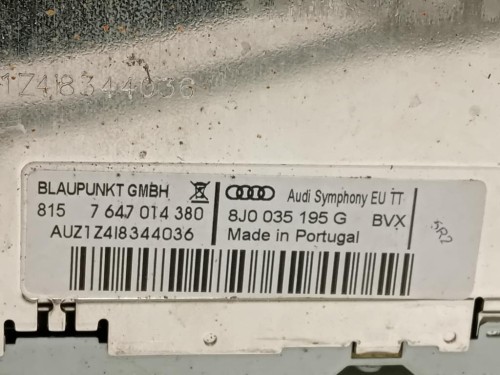 1Z4I8344036
BLAUPUNKT GMBH Audi Symphony EU TT
815 7 647 014 380 8J0 035 195 G BVX
AUZ1Z4I8344036 Made in Portugal
5R2